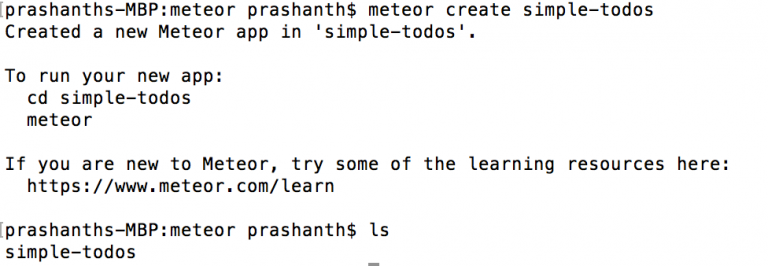 [prashanths-MBP:meteor prashanth$ meteor create simple-todos
Created a new Meteor app in 'simple-todos'.
To run your new app:
  cd simple-todos
  meteor
If you are new to Meteor, try some of the learning resources here:
  https://www.meteor.com/learn
[prashanths-MBP:meteor prashanth$ ls
simple-todos